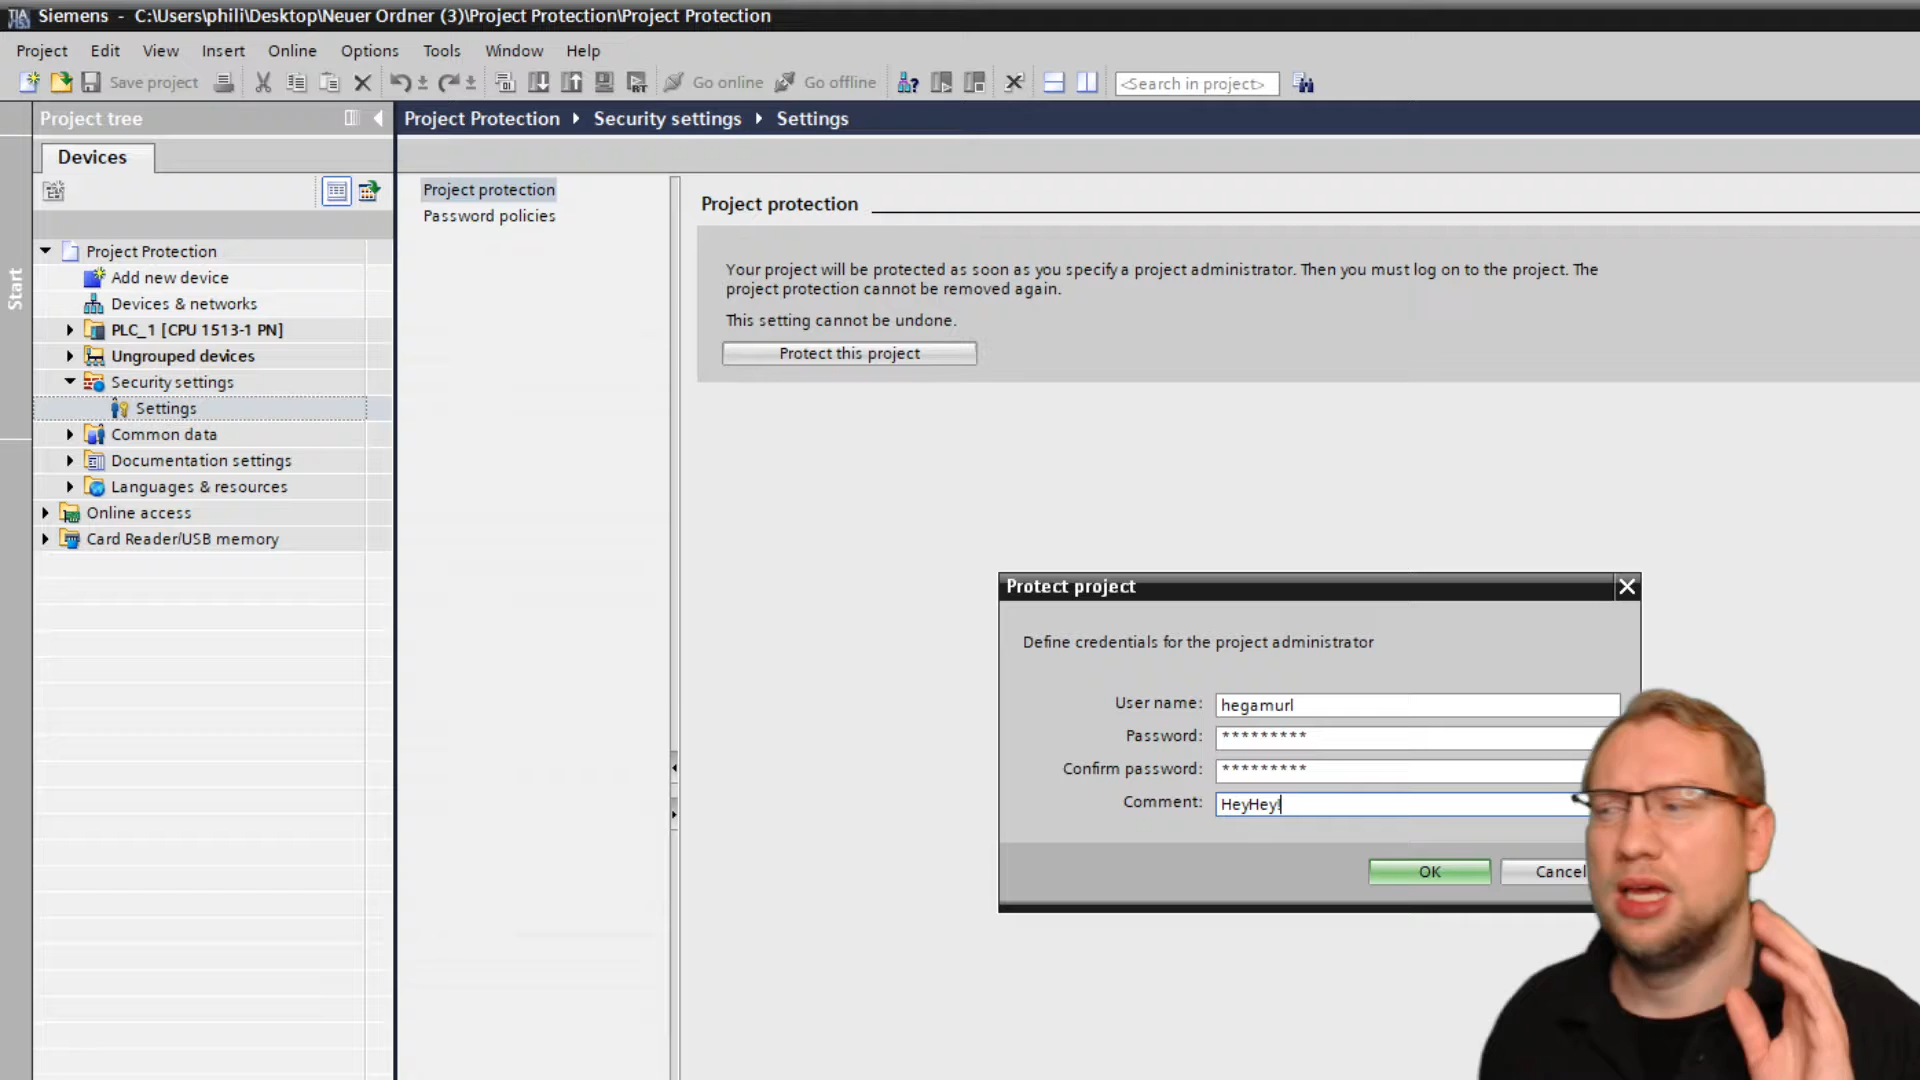 Siemens - C:\Users\phili\Desktop\Neuer Ordner (3)\Project Protection\Project Protection
Project Edit View Insert Online Options Tools Window Help
Save project Go online Go offline <Search in project>
Project tree
Project Protection Security settings Settings
Devices
Start
Project Protection
Add new device
Devices & networks
PLC_1 [CPU 1513-1 PN]
Ungrouped devices
Security settings
Settings
Common data
Documentation settings
Languages & resources
Online access
Card Reader/USB memory
Project protection
Password policies
Project protection
Your project will be protected as soon as you specify a project administrator. Then you must log on to the project. The
project protection cannot be removed again.
This setting cannot be undone.
Protect this project
Protect project
Define credentials for the project administrator
User name: hegamurl
Password: *********
Confirm password: *********
Comment: HeyHey!
OK Cancel